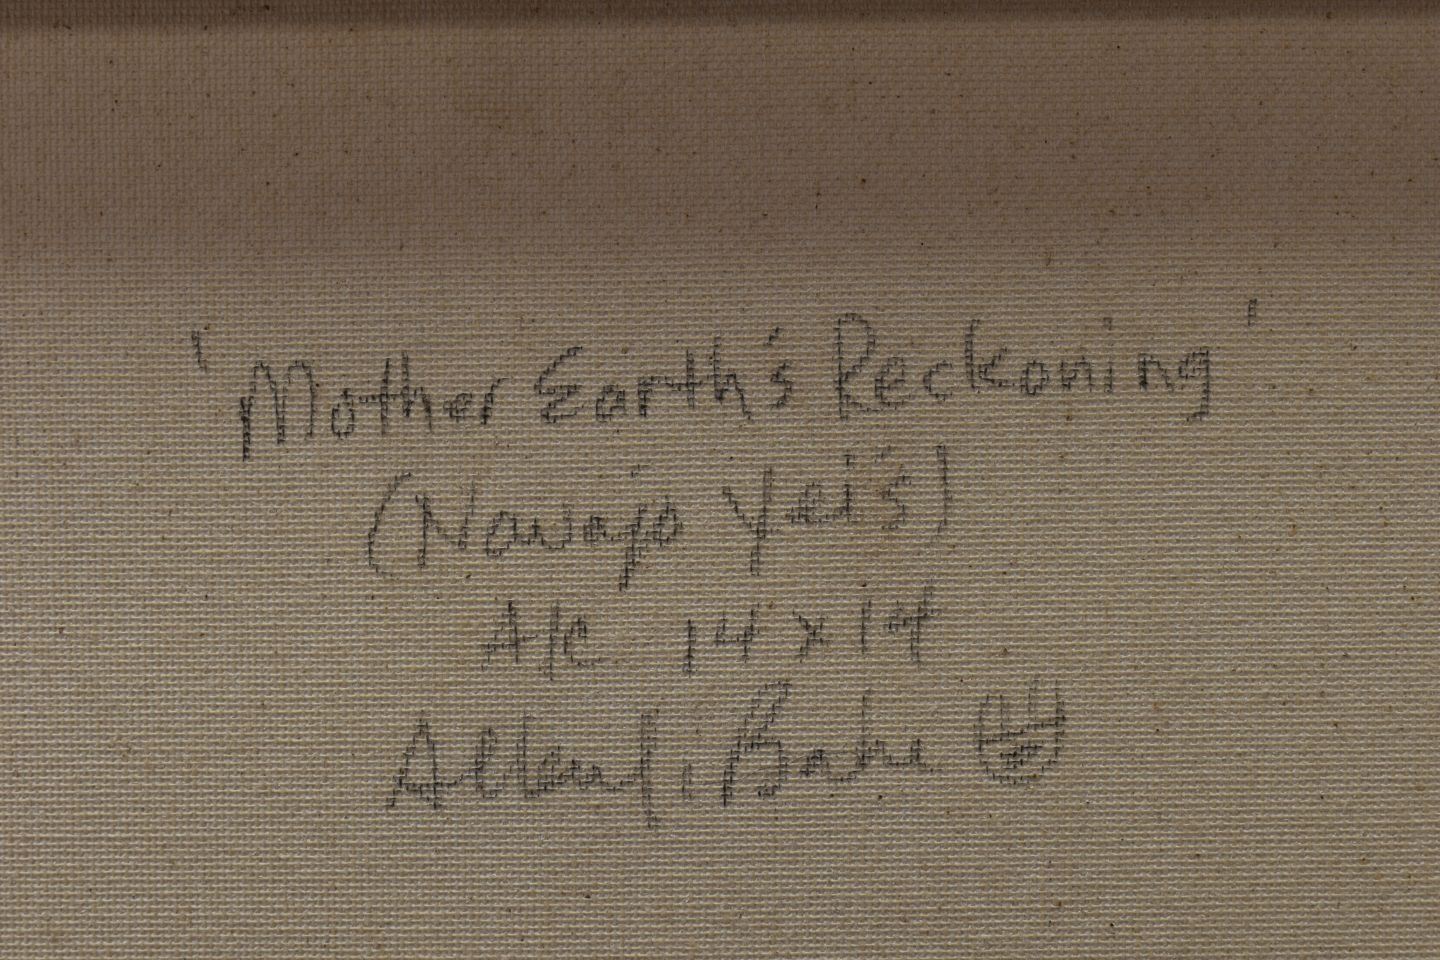 'Mother Earth's Reckoning'
(Navajo Yei's)
A/C 14 x 14